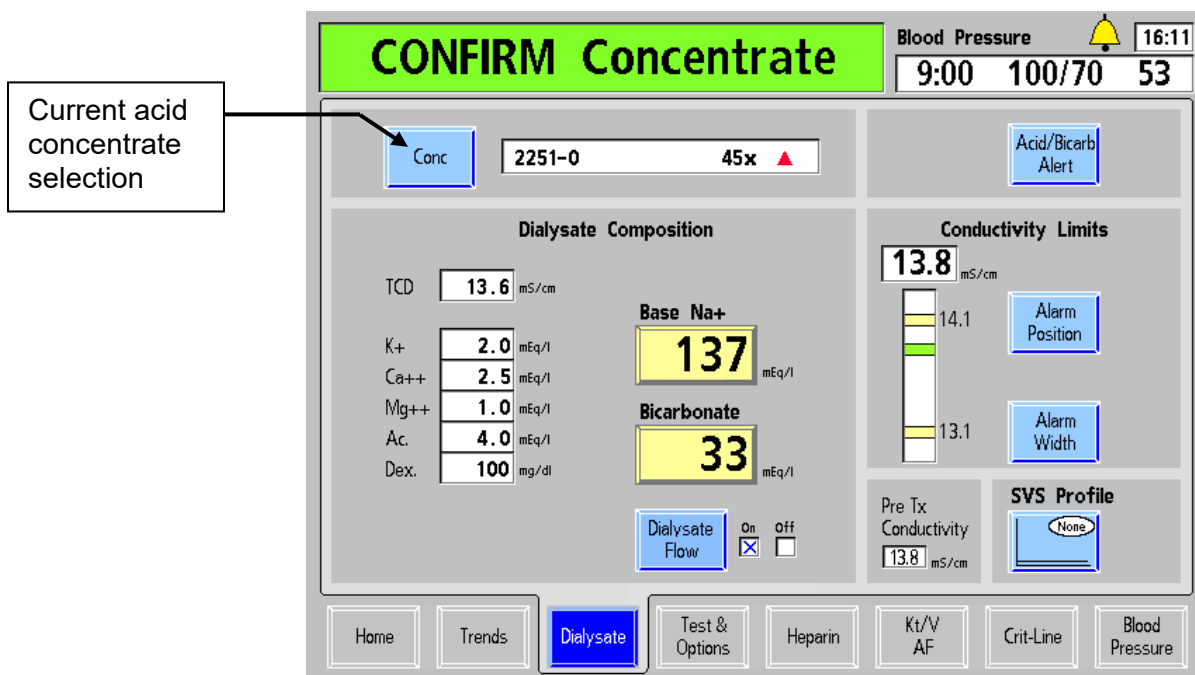 Current acid
concentrate
selection
CONFIRM Concentrate
Blood Pressure
16:11
9:00 100/70 53
Conc
2251-0 45x
Acid/Bicarb
Alert
Dialysate Composition
TCD 13.6 mS/cm
K+ 2.0 mEq/l
Ca++ 2.5 mEq/l
Mg++ 1.0 mEq/l
Ac. 4.0 mEq/l
Dex. 100 mg/dl
Base Na+
137 mEq/l
Bicarbonate
33 mEq/l
Dialysate
Flow
On Off
Conductivity Limits
13.8 mS/cm
14.1
13.1
Alarm
Position
Alarm
Width
Pre Tx
Conductivity
13.8 mS/cm
SVS Profile
None
Home
Trends
Dialysate
Test &
Options
Heparin
Kt/V
AF
Crit-Line
Blood
Pressure